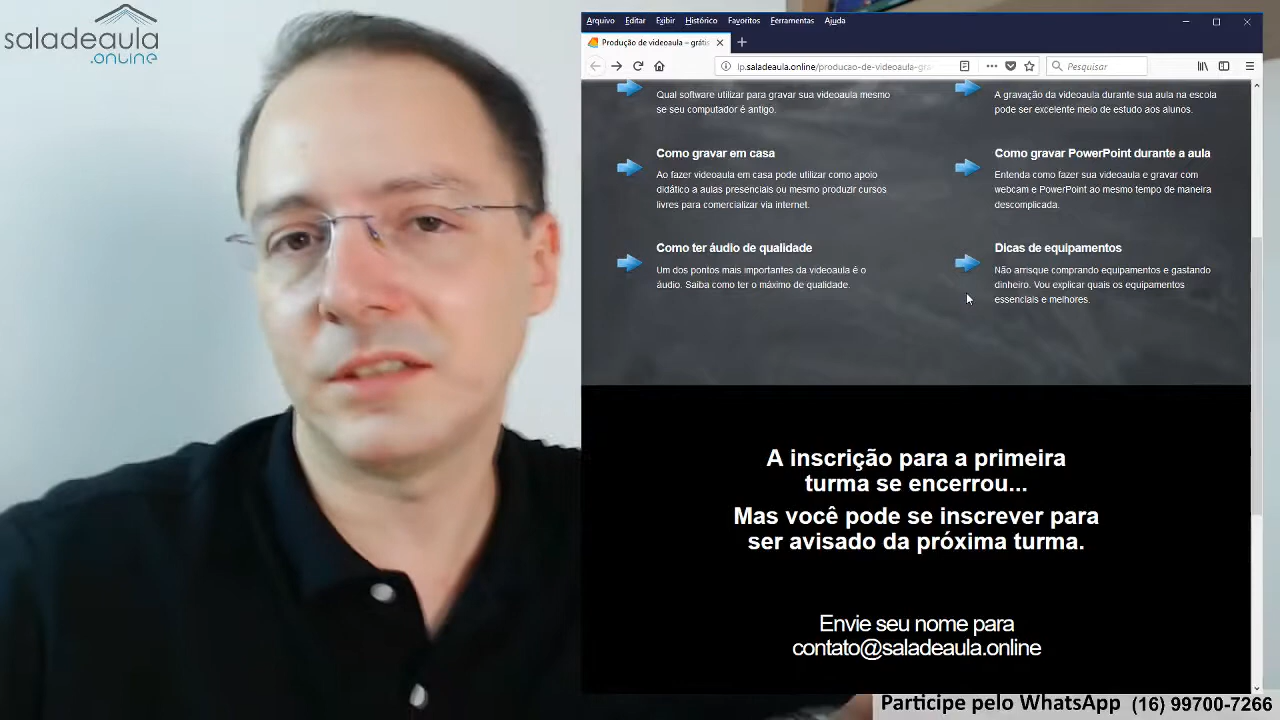 saladeaula
.online
Arquivo Editar Exibir Histórico Favoritos Ferramentas Ajuda
Produção de videoaula – gráti
lp.saladeaula.online/producao-de-videoaula-gra
Pesquisar
Qual software utilizar para gravar sua videoaula mesmo
se seu computador é antigo.
A gravação da videoaula durante sua aula na escola
pode ser excelente meio de estudo aos alunos.
Como gravar em casa
Ao fazer videoaula em casa pode utilizar como apoio
didático a aulas presenciais ou mesmo produzir cursos
livres para comercializar via internet.
Como gravar PowerPoint durante a aula
Entenda como fazer sua videoaula e gravar com
webcam e PowerPoint ao mesmo tempo de maneira
descomplicada.
Como ter áudio de qualidade
Um dos pontos mais importantes da videoaula é o
áudio. Saiba como ter o máximo de qualidade.
Dicas de equipamentos
Não arrisque comprando equipamentos e gastando
dinheiro. Vou explicar quais os equipamentos
essenciais e melhores.
A inscrição para a primeira
turma se encerrou...
Mas você pode se inscrever para
ser avisado da próxima turma.
Envie seu nome para
contato@saladeaula.online
Participe pelo WhatsApp (16) 99700-7266